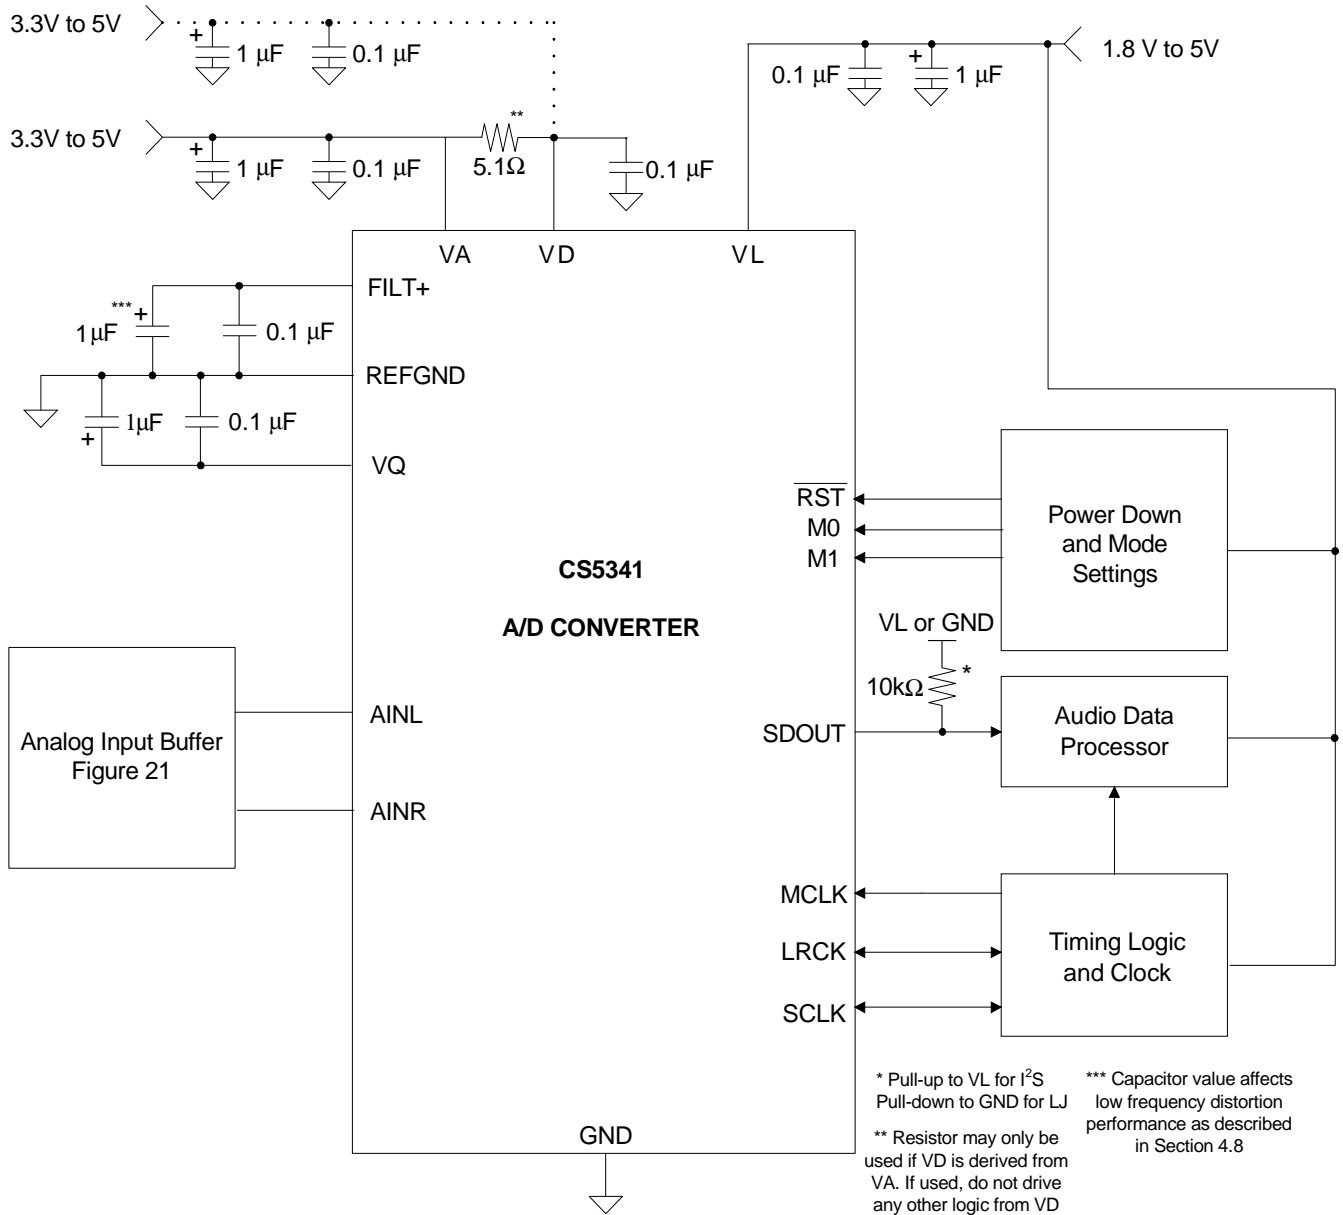 3.3V to 5V
+
1 µF
0.1 µF
0.1 µF
+
1 µF
1.8 V to 5V
3.3V to 5V
+
1 µF
0.1 µF
**
5.1Ω
0.1 µF
VA
VD
VL
FILT+
***
+
1µF
0.1 µF
REFGND
1µF
+
0.1 µF
VQ
RST
M0
M1
Power Down
and Mode
Settings
CS5341
A/D CONVERTER
VL or GND
*
10kΩ
Analog Input Buffer
Figure 21
AINL
AINR
SDOUT
Audio Data
Processor
MCLK
LRCK
SCLK
Timing Logic
and Clock
GND
* Pull-up to VL for I²S
Pull-down to GND for LJ
** Resistor may only be
used if VD is derived from
VA. If used, do not drive
any other logic from VD
*** Capacitor value affects
low frequency distortion
performance as described
in Section 4.8